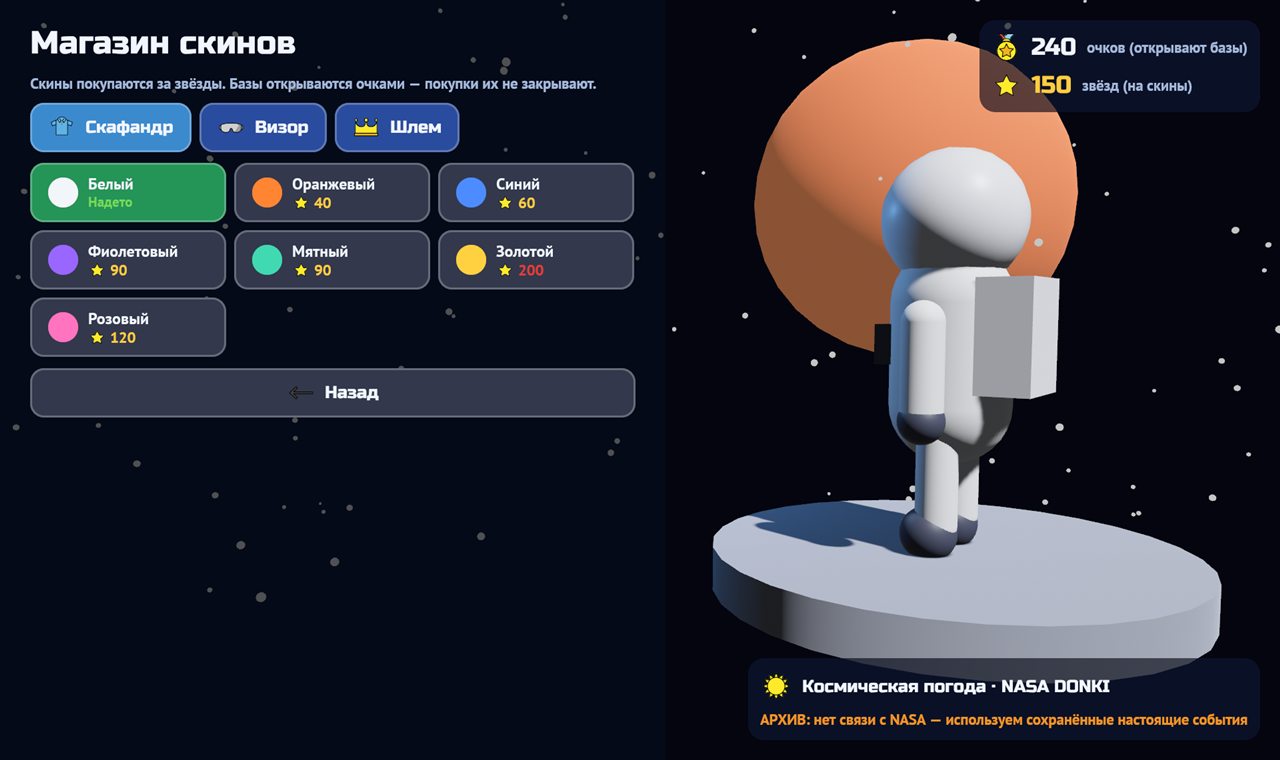 Магазин скинов
Скины покупаются за звёзды. Базы открываются очками — покупки их не закрывают.
Скафандр
Визор
Шлем
Белый
Надето
Оранжевый
40
Синий
60
Фиолетовый
90
Мятный
90
Золотой
200
Розовый
120
← Назад
240 очков (открывают базы)
150 звёзд (на скины)
Космическая погода · NASA DONKI
АРХИВ: нет связи с NASA — используем сохранённые настоящие события